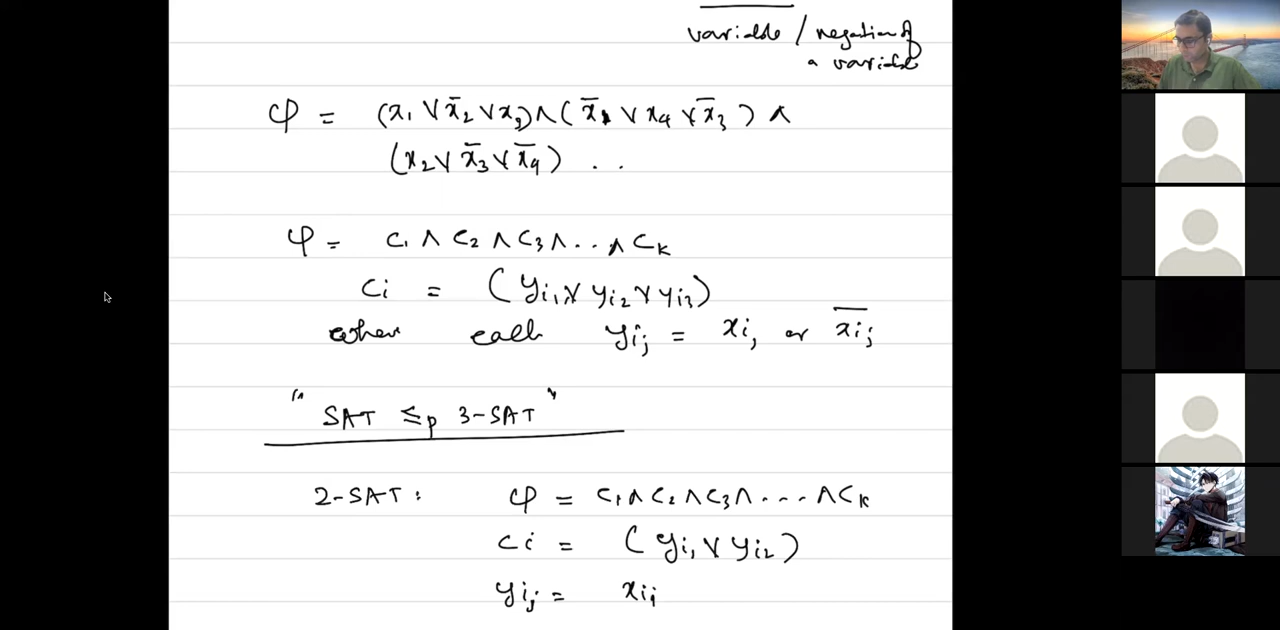 variable / negation of
a variable
φ = (x₁ ∨ x̄₂ ∨ x₃) ∧ (x̄₁ ∨ x₄ ∨ x̄₃) ∧
(x₂ ∨ x̄₃ ∨ x̄₄) ..
φ = C₁ ∧ C₂ ∧ C₃ ∧ .. ∧ Cₖ
Ci = (yi₁ ∨ yi₂ ∨ yi₃)
where each yij = xij or x̄ij
" SAT ≤p 3-SAT "
2-SAT : φ = C₁ ∧ C₂ ∧ C₃ ∧ .... ∧ Cₖ
Ci = (yi₁ ∨ yi₂)
yij = xij